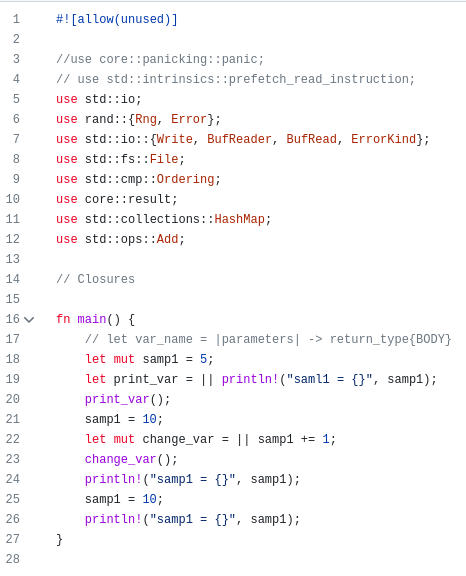 1 #![allow(unused)]
2
3 //use core::panicking::panic;
4 // use std::intrinsics::prefetch_read_instruction;
5 use std::io;
6 use rand::{Rng, Error};
7 use std::io::{Write, BufReader, BufRead, ErrorKind};
8 use std::fs::File;
9 use std::cmp::Ordering;
10 use core::result;
11 use std::collections::HashMap;
12 use std::ops::Add;
13
14 // Closures
15
16 fn main() {
17     // let var_name = |parameters| -> return_type{BODY}
18     let mut samp1 = 5;
19     let print_var = || println!("saml1 = {}", samp1);
20     print_var();
21     samp1 = 10;
22     let mut change_var = || samp1 += 1;
23     change_var();
24     println!("samp1 = {}", samp1);
25     samp1 = 10;
26     println!("samp1 = {}", samp1);
27 }
28